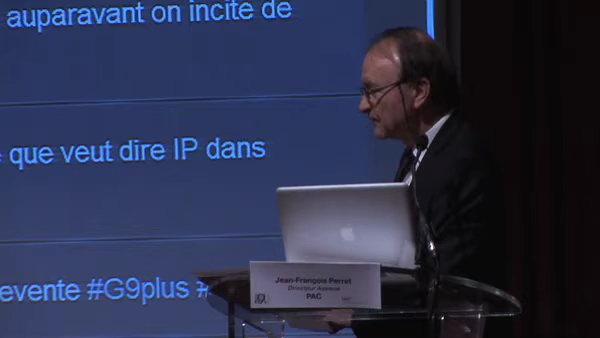 auparavant on incite de
que veut dire IP dans
evente #G9plus #
Jean-François Perret
Directeur Associé
PAC